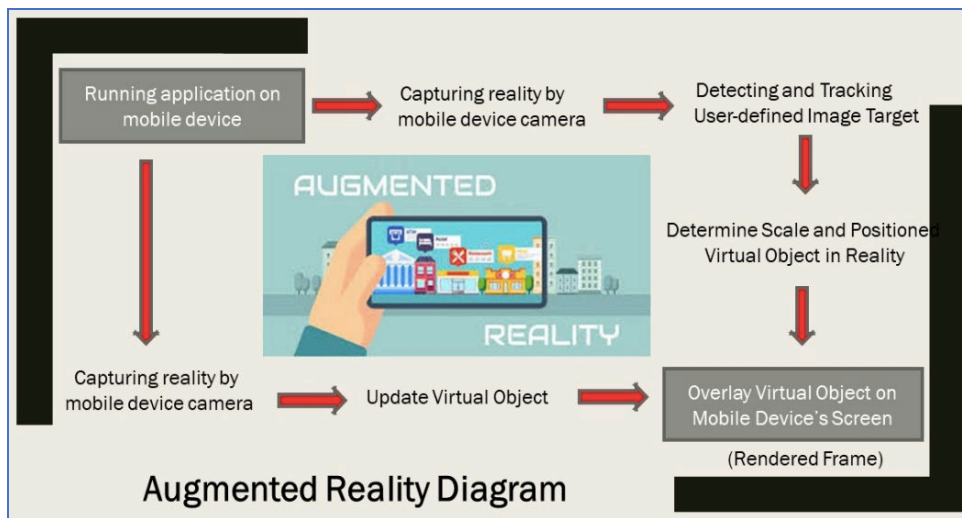 Running application on
mobile device
Capturing reality by
mobile device camera
Detecting and Tracking
User-defined Image Target
AUGMENTED
REALITY
Determine Scale and Positioned
Virtual Object in Reality
Capturing reality by
mobile device camera
Update Virtual Object
Overlay Virtual Object on
Mobile Device's Screen
(Rendered Frame)
Augmented Reality Diagram